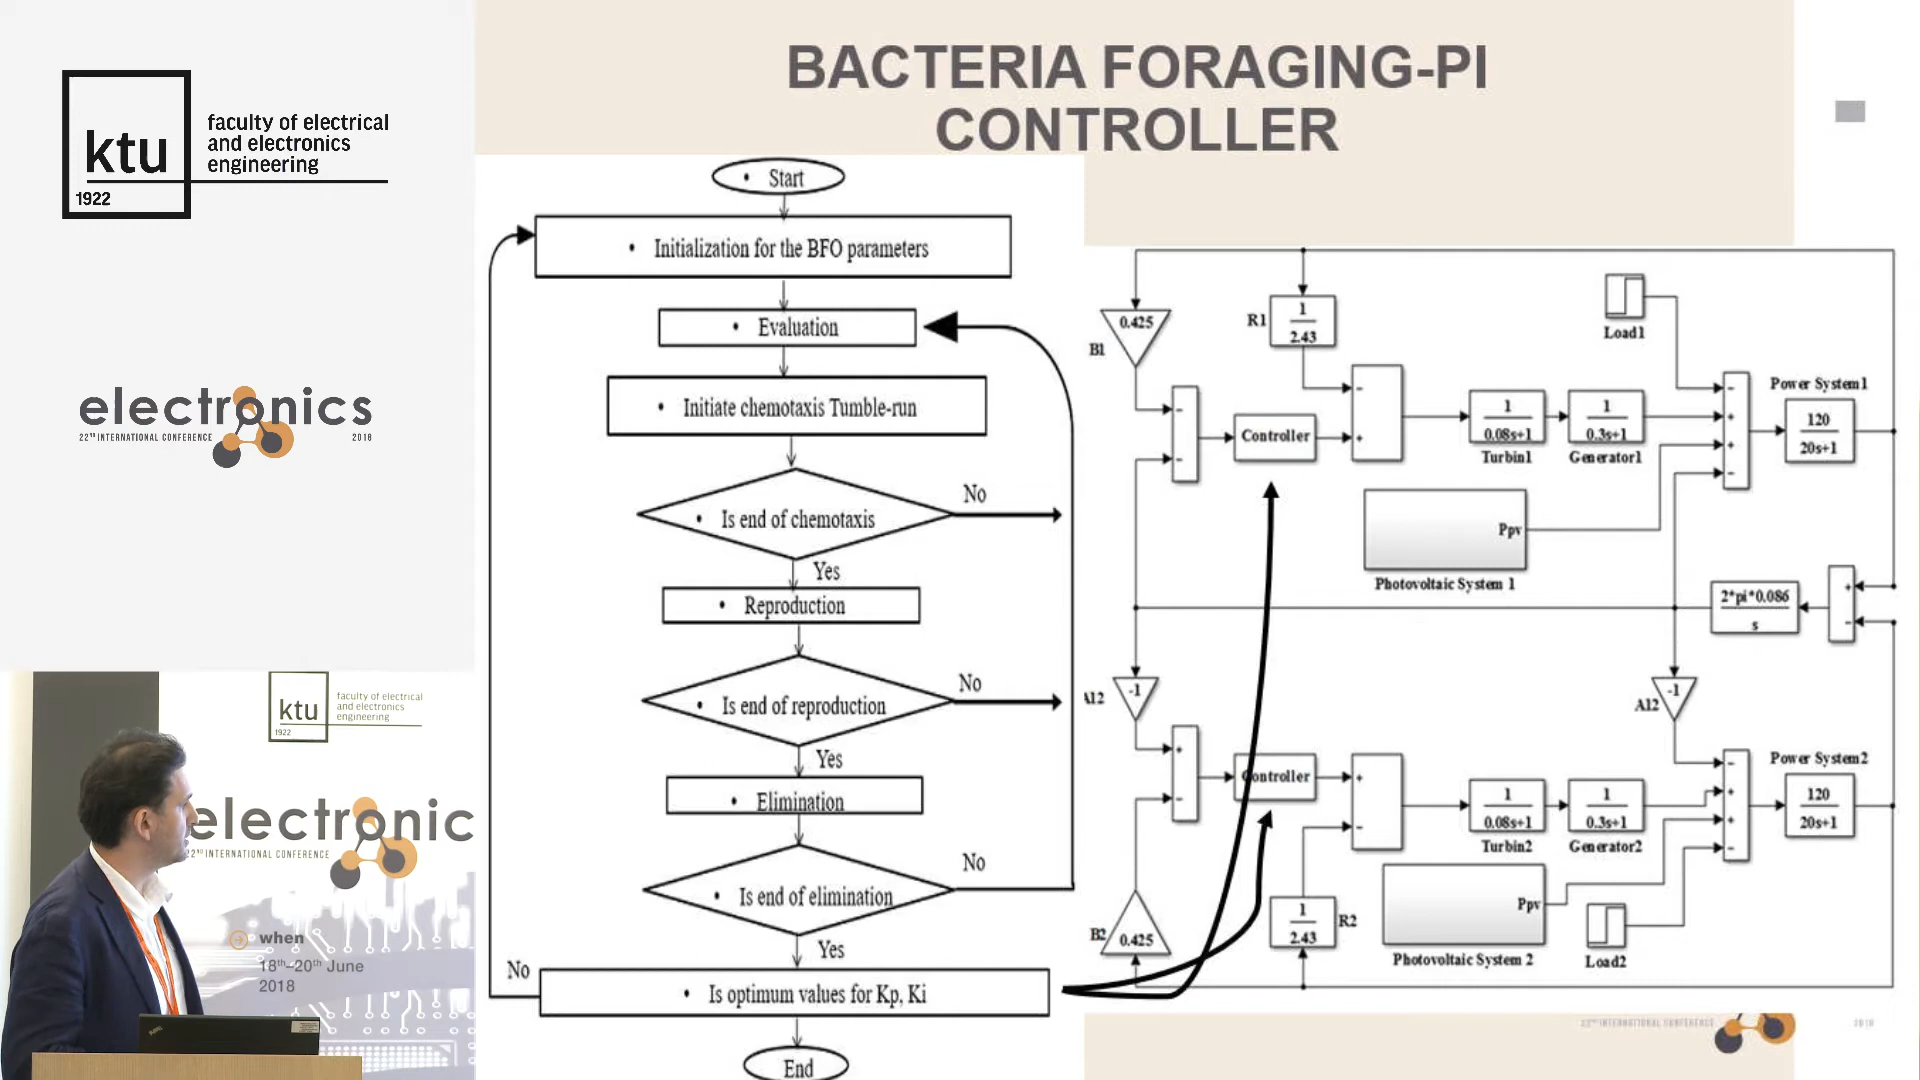 BACTERIA FORAGING-PI
CONTROLLER
ktu
1922
faculty of electrical
and electronics
engineering
electronics
22ND INTERNATIONAL CONFERENCE 2018
• Start
• Initialization for the BFO parameters
• Evaluation
• Initiate chemotaxis Tumble-run
• Is end of chemotaxis
No
Yes
• Reproduction
• Is end of reproduction
No
Yes
• Elimination
• Is end of elimination
No
Yes
No
• Is optimum values for Kp, Ki
End
0.425
B1
R1
1
2.43
Load1
- 
-
Controller
-
+
1
0.08s+1
Turbin1
1
0.3s+1
Generator1
-
+
+
-
Power System1
120
20s+1
Ppv
Photovoltaic System 1
2*pi*0.086
s
+
-
-1
A12
-1
A12
+
-
Controller
+
-
1
0.08s+1
Turbin2
1
0.3s+1
Generator2
-
+
+
-
Power System2
120
20s+1
B2
0.425
1
2.43
R2
Ppv
Photovoltaic System 2
Load2
22ND INTERNATIONAL CONFERENCE 2018
ktu
1922
faculty of electrical
and electronics
engineering
electronic
22ND INTERNATIONAL CONFERENCE
when
18th–20th June
2018